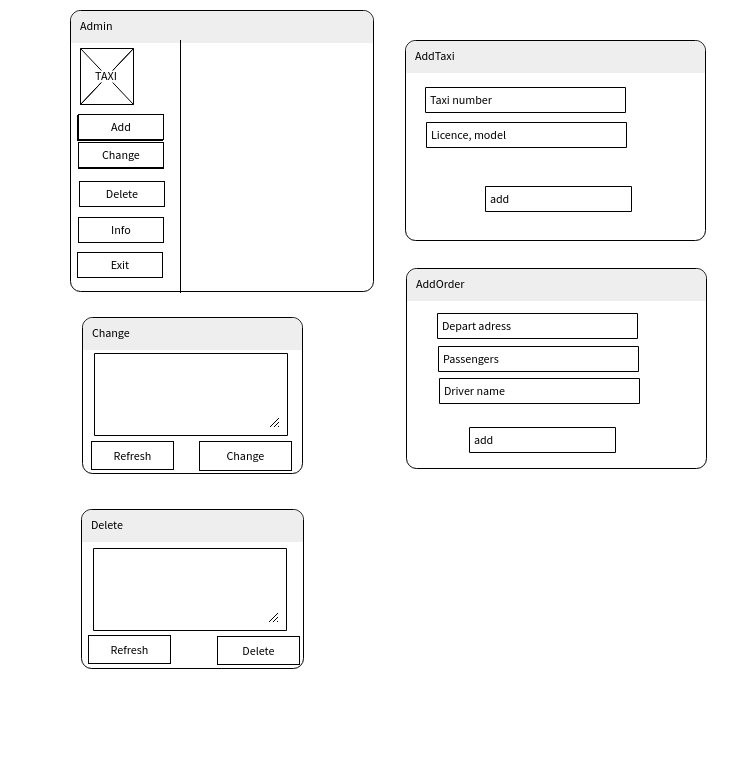 Admin
TAXI
Add
Change
Delete
Info
Exit
Change
Refresh
Change
Delete
Refresh
Delete
AddTaxi
Taxi number
Licence, model
add
AddOrder
Depart adress
Passengers
Driver name
add